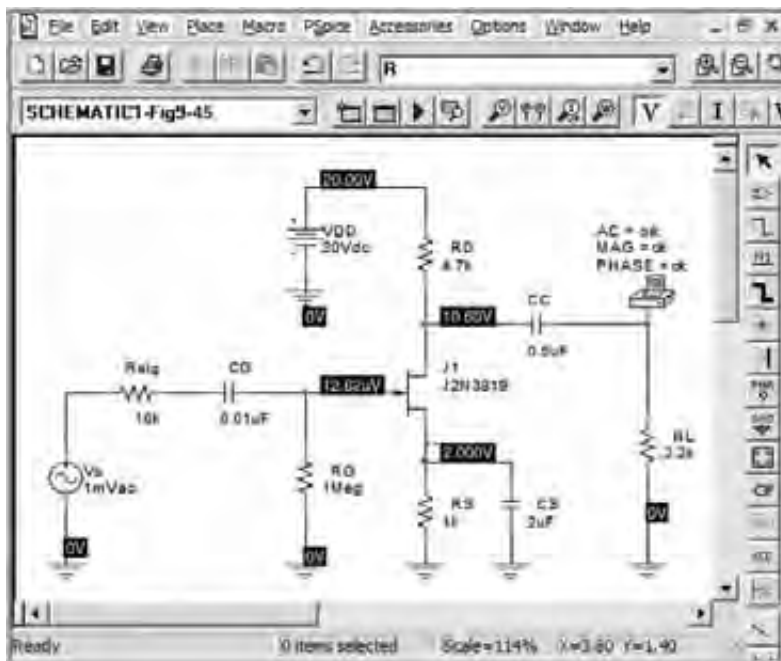 File Edit View Place Macro PSpice Accessories Options Window Help
R
SCHEMATIC1-Fig9-45
V I
20.00V
VDD
20Vdc
0V
RD
4.7k
AC = ok
MAG = ok
PHASE = ok
10.60V
CC
0.5uF
Rsig
10k
CG
0.01uF
12.02uV
J1
J2N3819
2.000V
Vs
1mVac
0V
RG
1Meg
0V
RS
1k
CS
2uF
RL
2.2k
0V
Ready 0 items selected Scale=114% X=3.80 Y=1.40